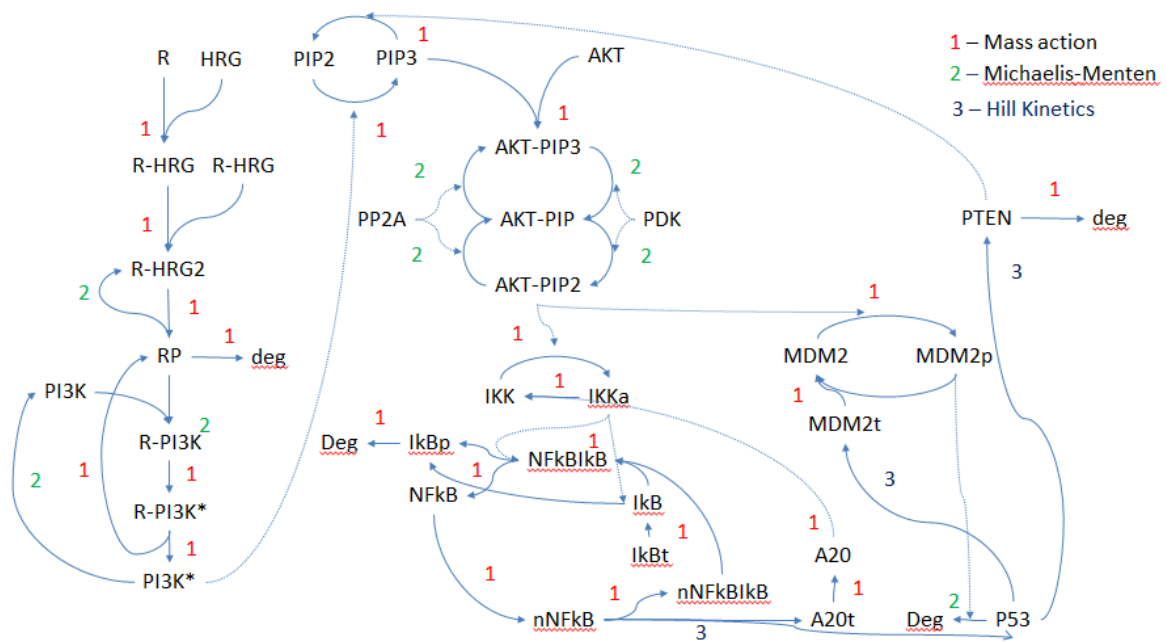 1 – Mass action
2 – Michaelis-Menten
3 – Hill Kinetics
R HRG PIP2 PIP3 1 AKT
1 1 1
R-HRG R-HRG AKT-PIP3
2 2
1 PP2A AKT-PIP PDK
1
PTEN deg
R-HRG2 2 2
3
2 1 AKT-PIP2
1 1 1
RP deg
MDM2 MDM2p
PI3K IKK 1 IKKa
2 1
R-PI3K 1 MDM2t
Deg IkBp 1 NFkBIkB
1 1 1
2 NFkB IkB 3
R-PI3K*
1 1 1
IkBt A20
PI3K*
1 1 nNFkBIkB 1 2
nNFkB 3 A20t Deg P53